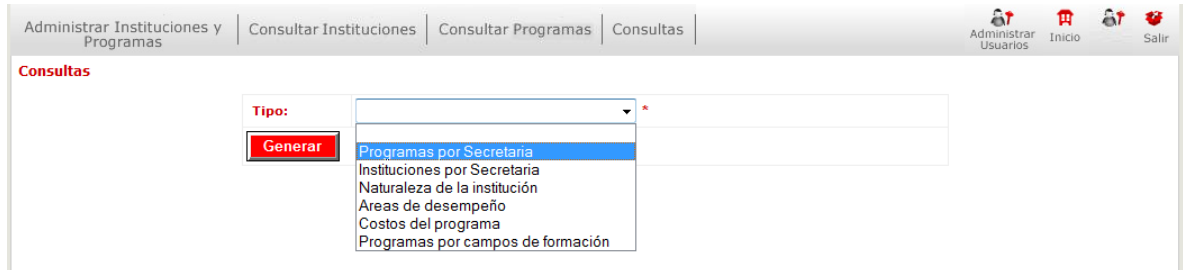 Administrar Instituciones y
Programas
Consultar Instituciones
Consultar Programas
Consultas
Administrar
Usuarios
Inicio
Salir
Consultas
Tipo:
*
Generar
Programas por Secretaria
Instituciones por Secretaria
Naturaleza de la institución
Areas de desempeño
Costos del programa
Programas por campos de formación